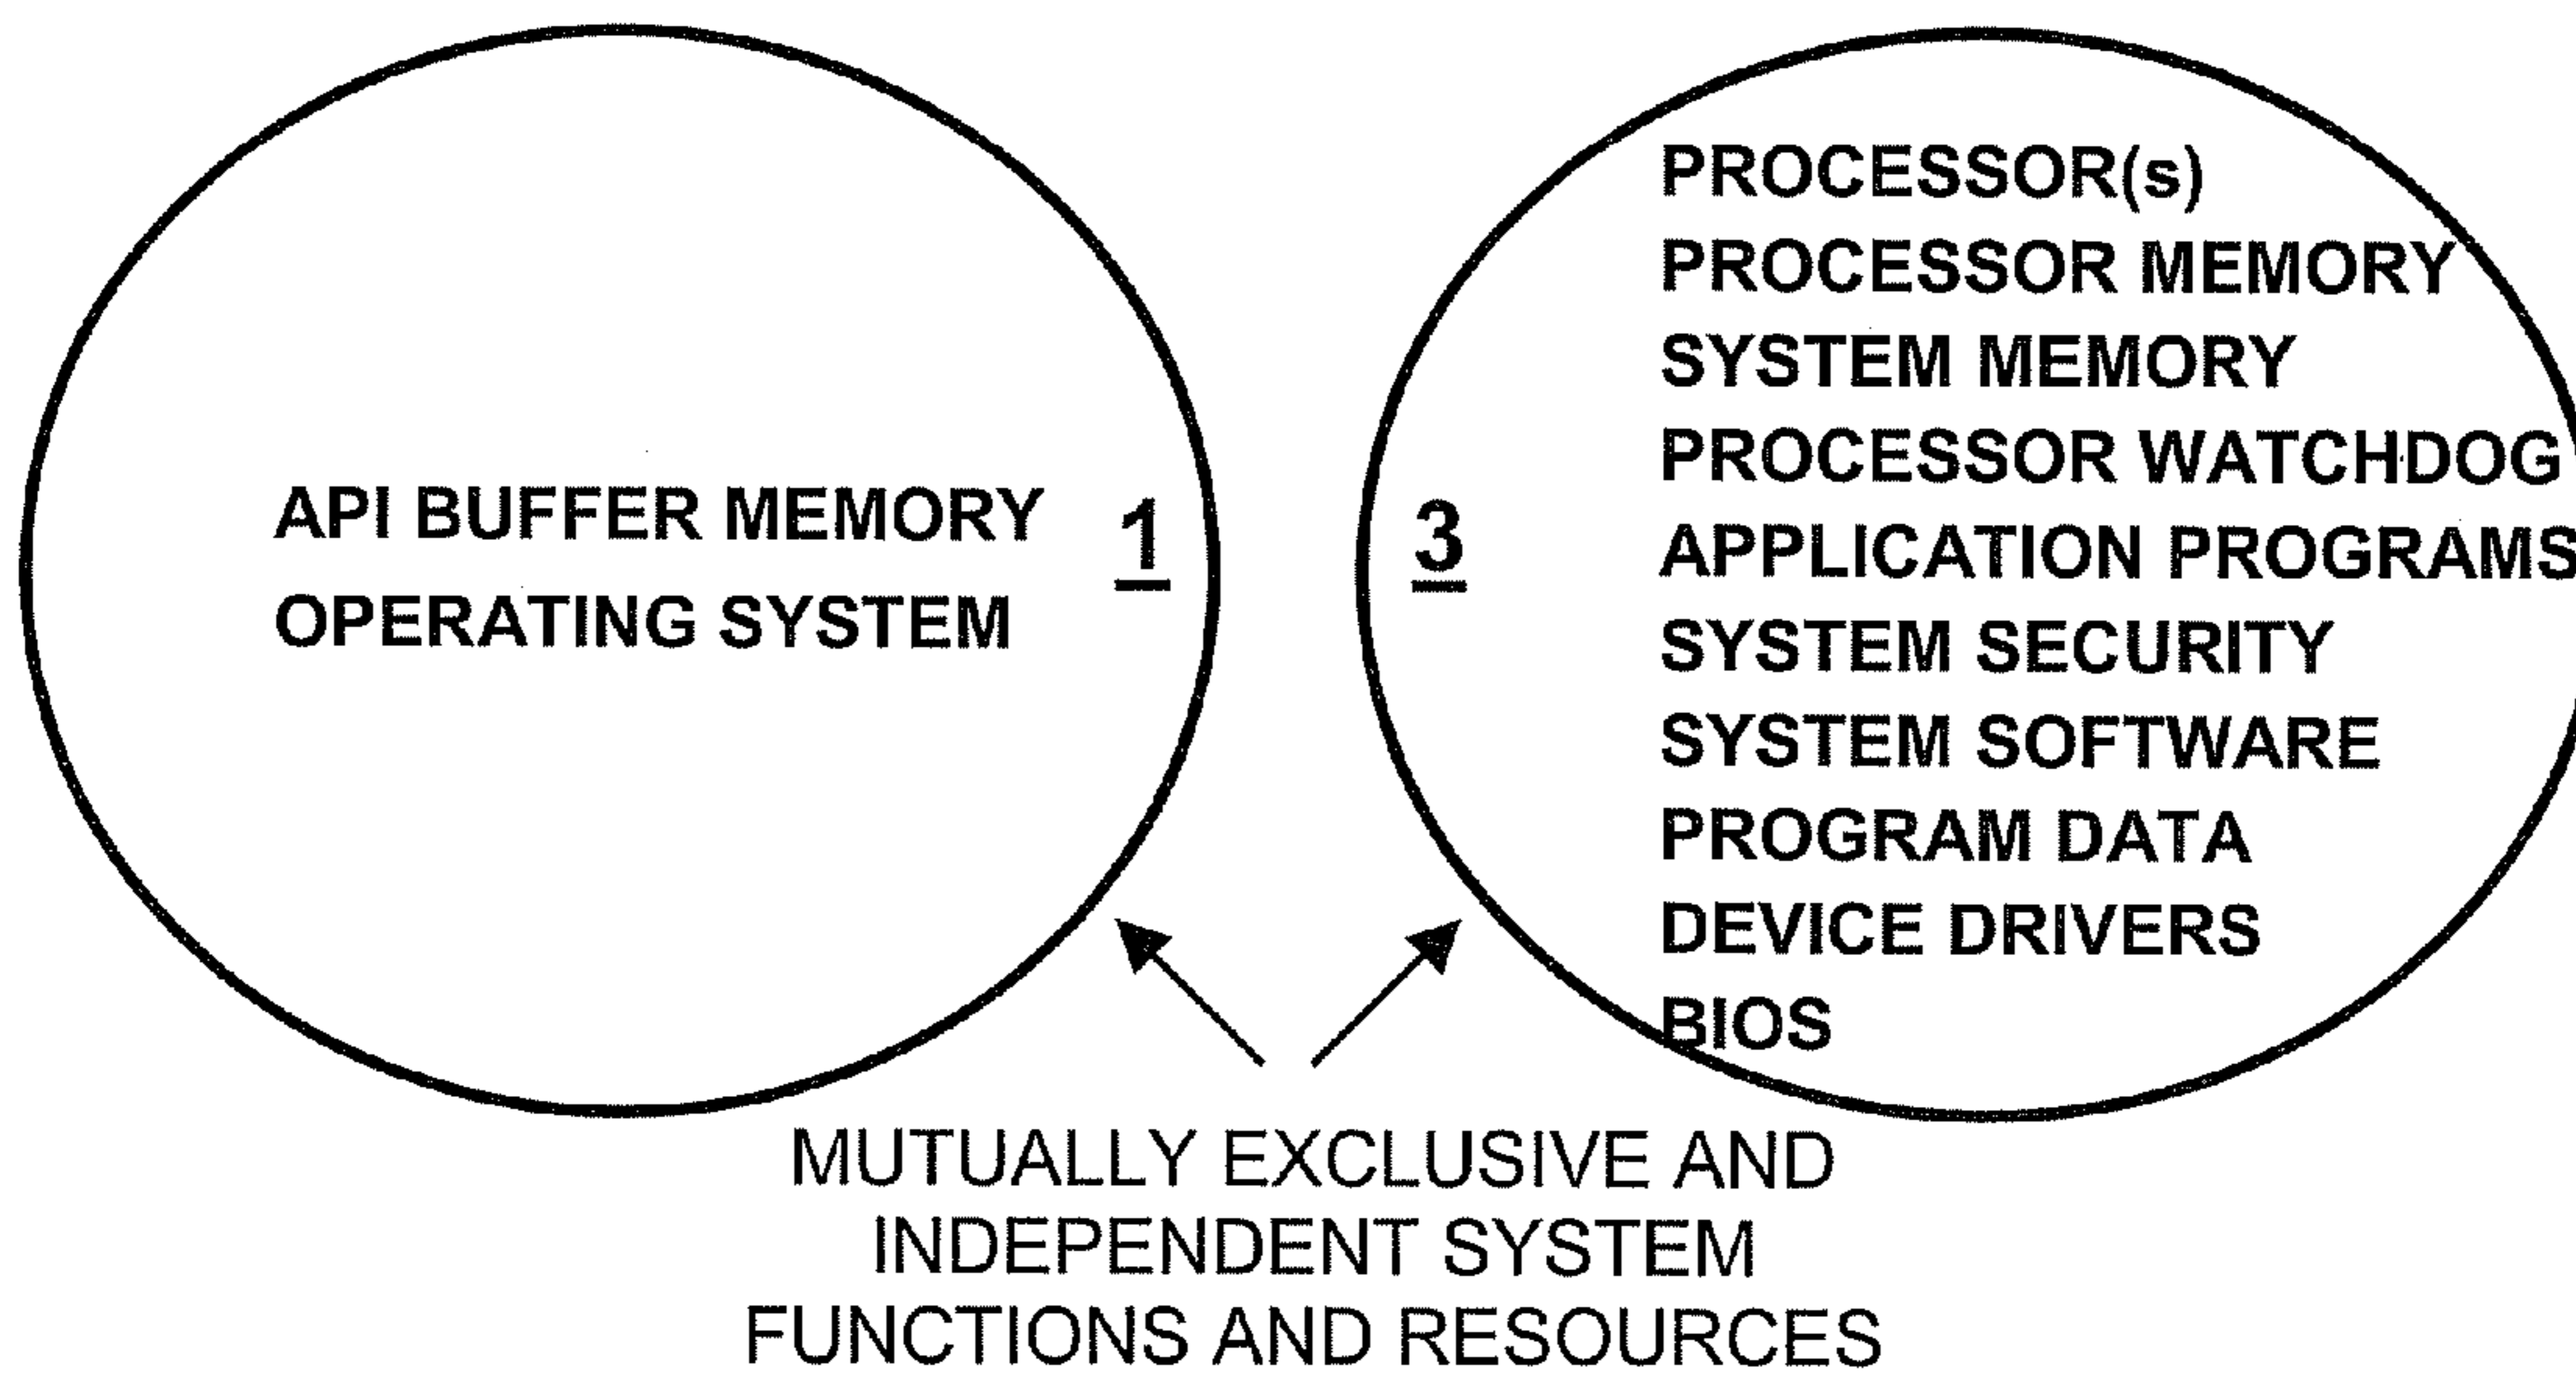 API BUFFER MEMORY
OPERATING SYSTEM
1
3
PROCESSOR(s)
PROCESSOR MEMORY
SYSTEM MEMORY
PROCESSOR WATCHDOG
APPLICATION PROGRAMS
SYSTEM SECURITY
SYSTEM SOFTWARE
PROGRAM DATA
DEVICE DRIVERS
BIOS
MUTUALLY EXCLUSIVE AND
INDEPENDENT SYSTEM
FUNCTIONS AND RESOURCES